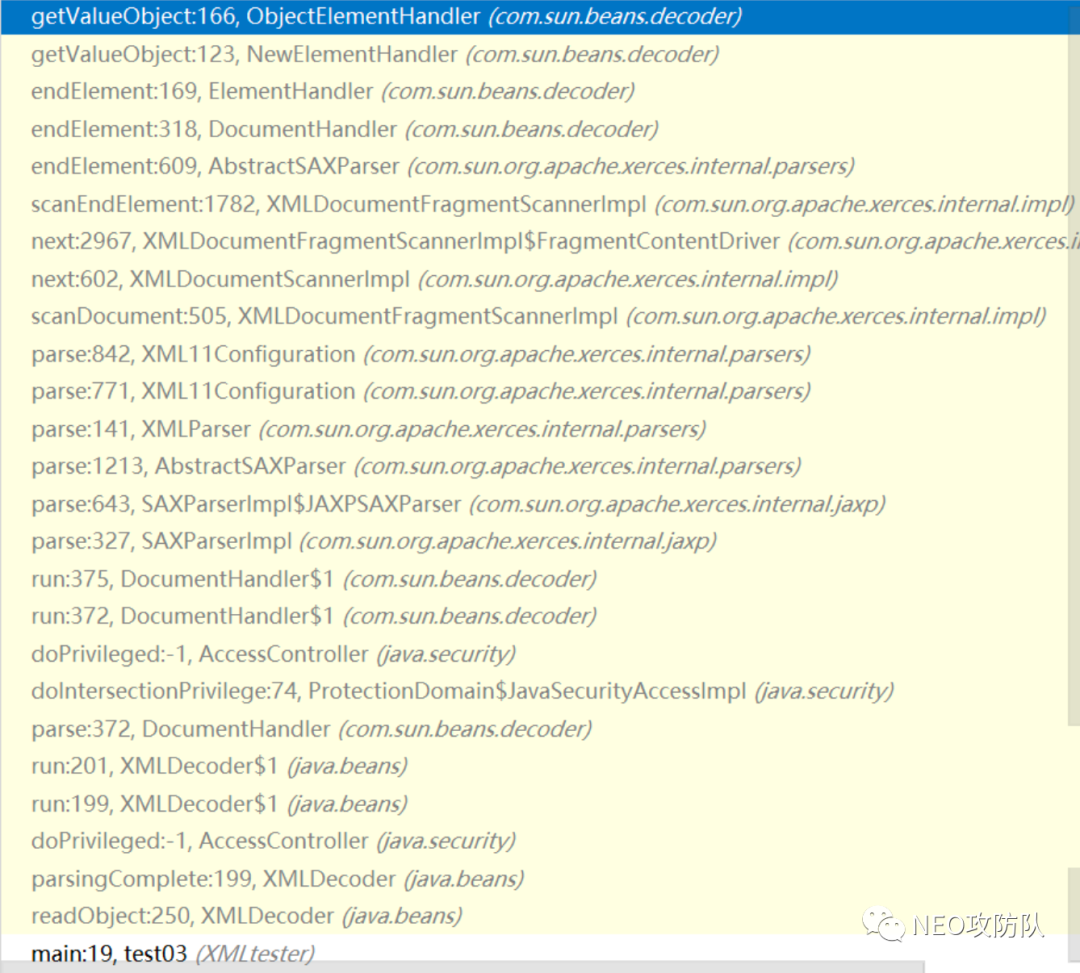 getValueObject:166, ObjectElementHandler (com.sun.beans.decoder)
getValueObject:123, NewElementHandler (com.sun.beans.decoder)
endElement:169, ElementHandler (com.sun.beans.decoder)
endElement:318, DocumentHandler (com.sun.beans.decoder)
endElement:609, AbstractSAXParser (com.sun.org.apache.xerces.internal.parsers)
scanEndElement:1782, XMLDocumentFragmentScannerImpl (com.sun.org.apache.xerces.internal.impl)
next:2967, XMLDocumentFragmentScannerImpl$FragmentContentDriver (com.sun.org.apache.xerces.i
next:602, XMLDocumentScannerImpl (com.sun.org.apache.xerces.internal.impl)
scanDocument:505, XMLDocumentFragmentScannerImpl (com.sun.org.apache.xerces.internal.impl)
parse:842, XML11Configuration (com.sun.org.apache.xerces.internal.parsers)
parse:771, XML11Configuration (com.sun.org.apache.xerces.internal.parsers)
parse:141, XMLParser (com.sun.org.apache.xerces.internal.parsers)
parse:1213, AbstractSAXParser (com.sun.org.apache.xerces.internal.parsers)
parse:643, SAXParserImpl$JAXPSAXParser (com.sun.org.apache.xerces.internal.jaxp)
parse:327, SAXParserImpl (com.sun.org.apache.xerces.internal.jaxp)
run:375, DocumentHandler$1 (com.sun.beans.decoder)
run:372, DocumentHandler$1 (com.sun.beans.decoder)
doPrivileged:-1, AccessController (java.security)
doIntersectionPrivilege:74, ProtectionDomain$JavaSecurityAccessImpl (java.security)
parse:372, DocumentHandler (com.sun.beans.decoder)
run:201, XMLDecoder$1 (java.beans)
run:199, XMLDecoder$1 (java.beans)
doPrivileged:-1, AccessController (java.security)
parsingComplete:199, XMLDecoder (java.beans)
readObject:250, XMLDecoder (java.beans)
NEO攻防队
main:19, test03 (XMLtester)